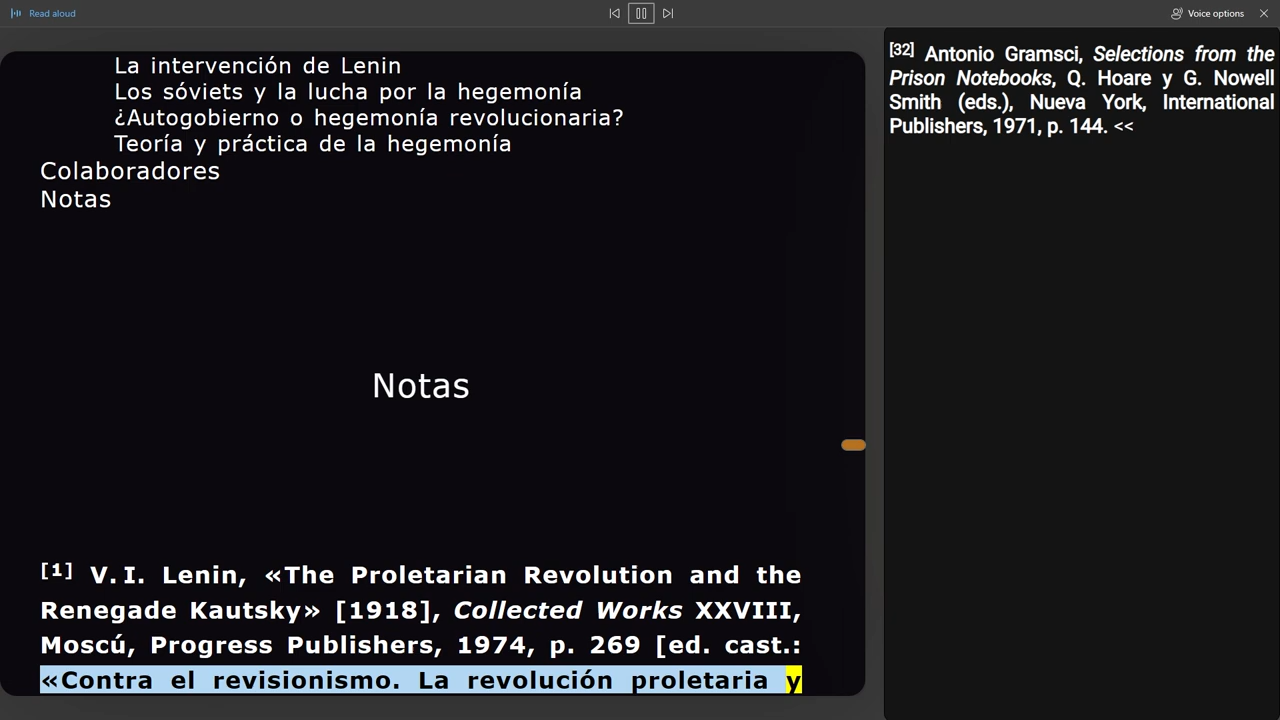 Read aloud
Voice options
La intervención de Lenin
Los sóviets y la lucha por la hegemonía
¿Autogobierno o hegemonía revolucionaria?
Teoría y práctica de la hegemonía
Colaboradores
Notas
Notas
[1] V. I. Lenin, «The Proletarian Revolution and the
Renegade Kautsky» [1918], Collected Works XXVIII,
Moscú, Progress Publishers, 1974, p. 269 [ed. cast.:
«Contra el revisionismo. La revolución proletaria y
[32] Antonio Gramsci, Selections from the
Prison Notebooks, Q. Hoare y G. Nowell
Smith (eds.), Nueva York, International
Publishers, 1971, p. 144. <<